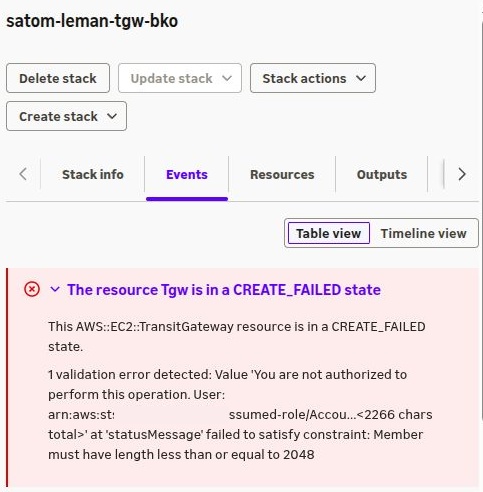 satom-leman-tgw-bko
Delete stack
Update stack
Stack actions
Create stack
Stack info
Events
Resources
Outputs
Table view
Timeline view
The resource Tgw is in a CREATE_FAILED state
This AWS::EC2::TransitGateway resource is in a CREATE_FAILED
state.
1 validation error detected: Value 'You are not authorized to
perform this operation. User:
arn:aws:st: ssumed-role/Accou...<2266 chars
total>' at 'statusMessage' failed to satisfy constraint: Member
must have length less than or equal to 2048